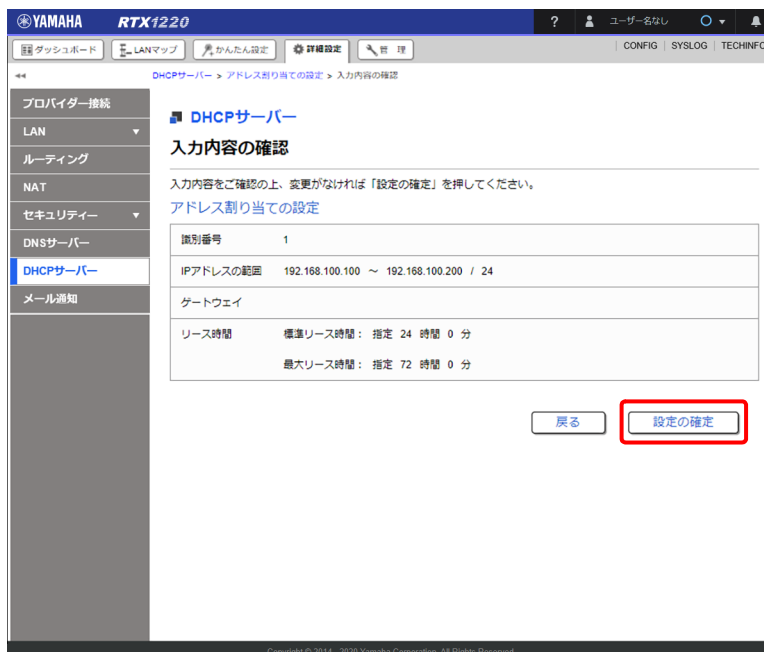 YAMAHA RTX1220 ? ユーザーなし
ダッシュボード LANマップ かんたん設定 詳細設定 管 理 CONFIG SYSLOG TECHINFO
DHCPサーバー > アドレス割り当ての設定 > 入力内容の確認
プロバイダー接続
LAN
ルーティング
NAT
セキュリティー
DNSサーバー
DHCPサーバー
メール通知
DHCPサーバー
入力内容の確認
入力内容をご確認の上、変更がなければ「設定の確定」を押してください。
アドレス割り当ての設定
識別番号 1
IPアドレスの範囲 192.168.100.100 ～ 192.168.100.200 / 24
ゲートウェイ
リース時間 標準リース時間： 指定 24 時間 0 分
最大リース時間： 指定 72 時間 0 分
戻る 設定の確定
Copyright © 2014 - 2020 Yamaha Corporation. All Rights Reserved.